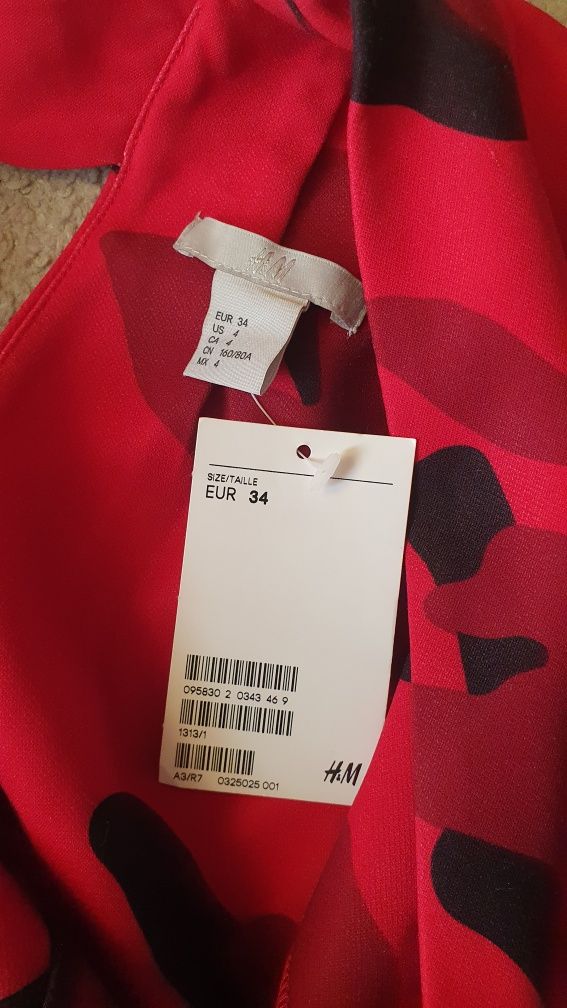 H&M
EUR 34
US 4
CA 4
CN 160/80A
MX 4
SIZE/TAILLE
EUR 34
095830 2 0343 46 9
1313/1
A3/R7 0325025 001
H&M